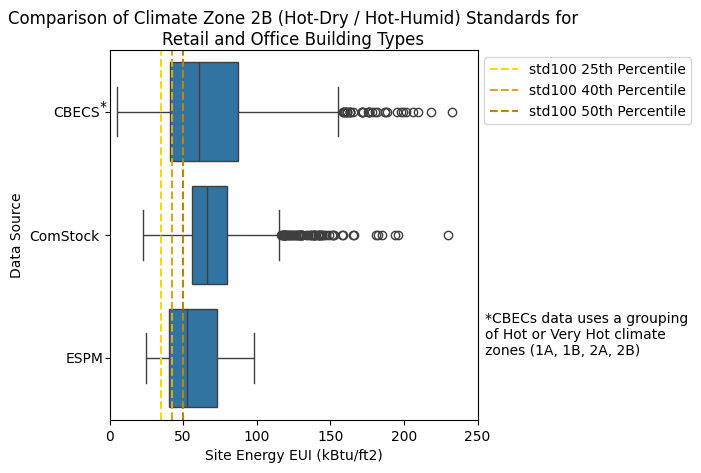 Comparison of Climate Zone 2B (Hot-Dry / Hot-Humid) Standards for
Retail and Office Building Types
std100 25th Percentile
std100 40th Percentile
std100 50th Percentile
Data Source
CBECS*
ComStock
ESPM
*CBECs data uses a grouping
of Hot or Very Hot climate
zones (1A, 1B, 2A, 2B)
0 50 100 150 200 250
Site Energy EUI (kBtu/ft2)